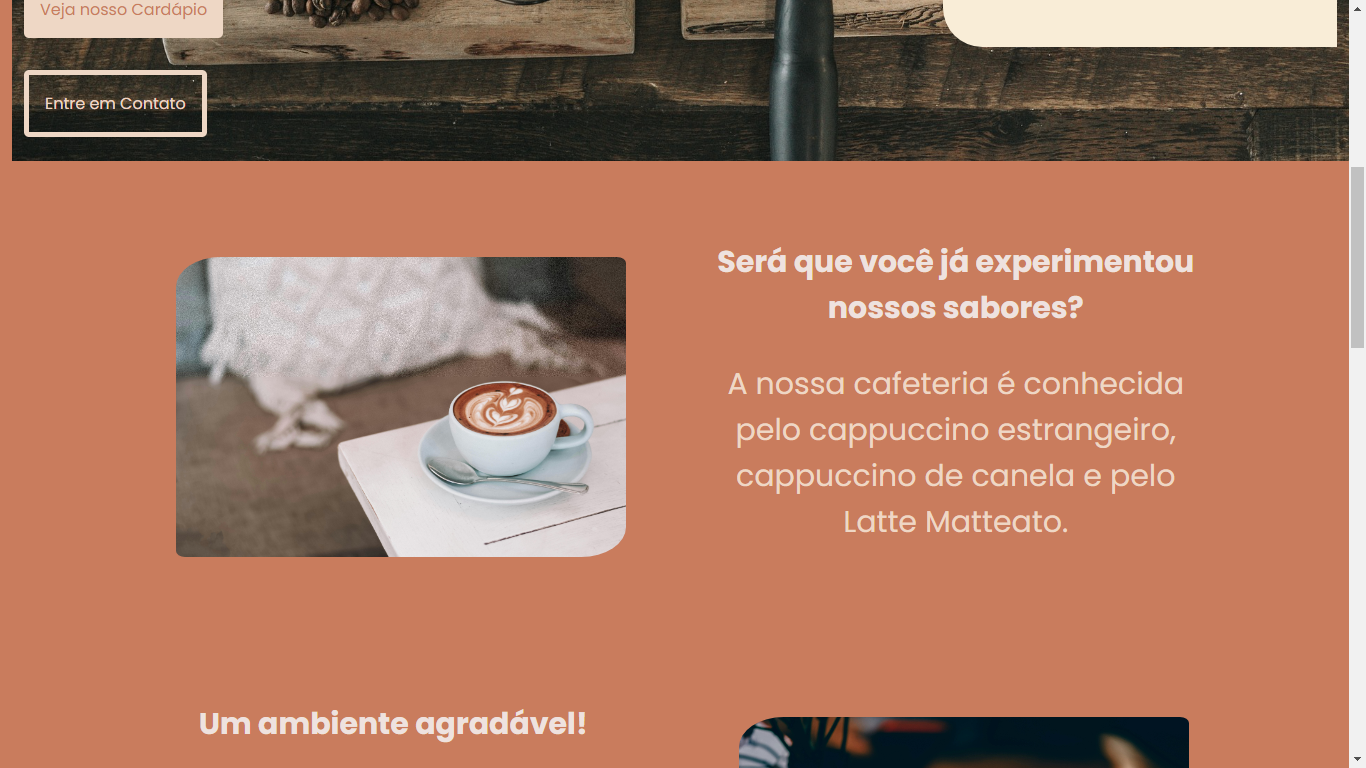 Veja nosso Cardápio
Entre em Contato
Será que você já experimentou
nossos sabores?
A nossa cafeteria é conhecida
pelo cappuccino estrangeiro,
cappuccino de canela e pelo
Latte Matteato.
Um ambiente agradável!